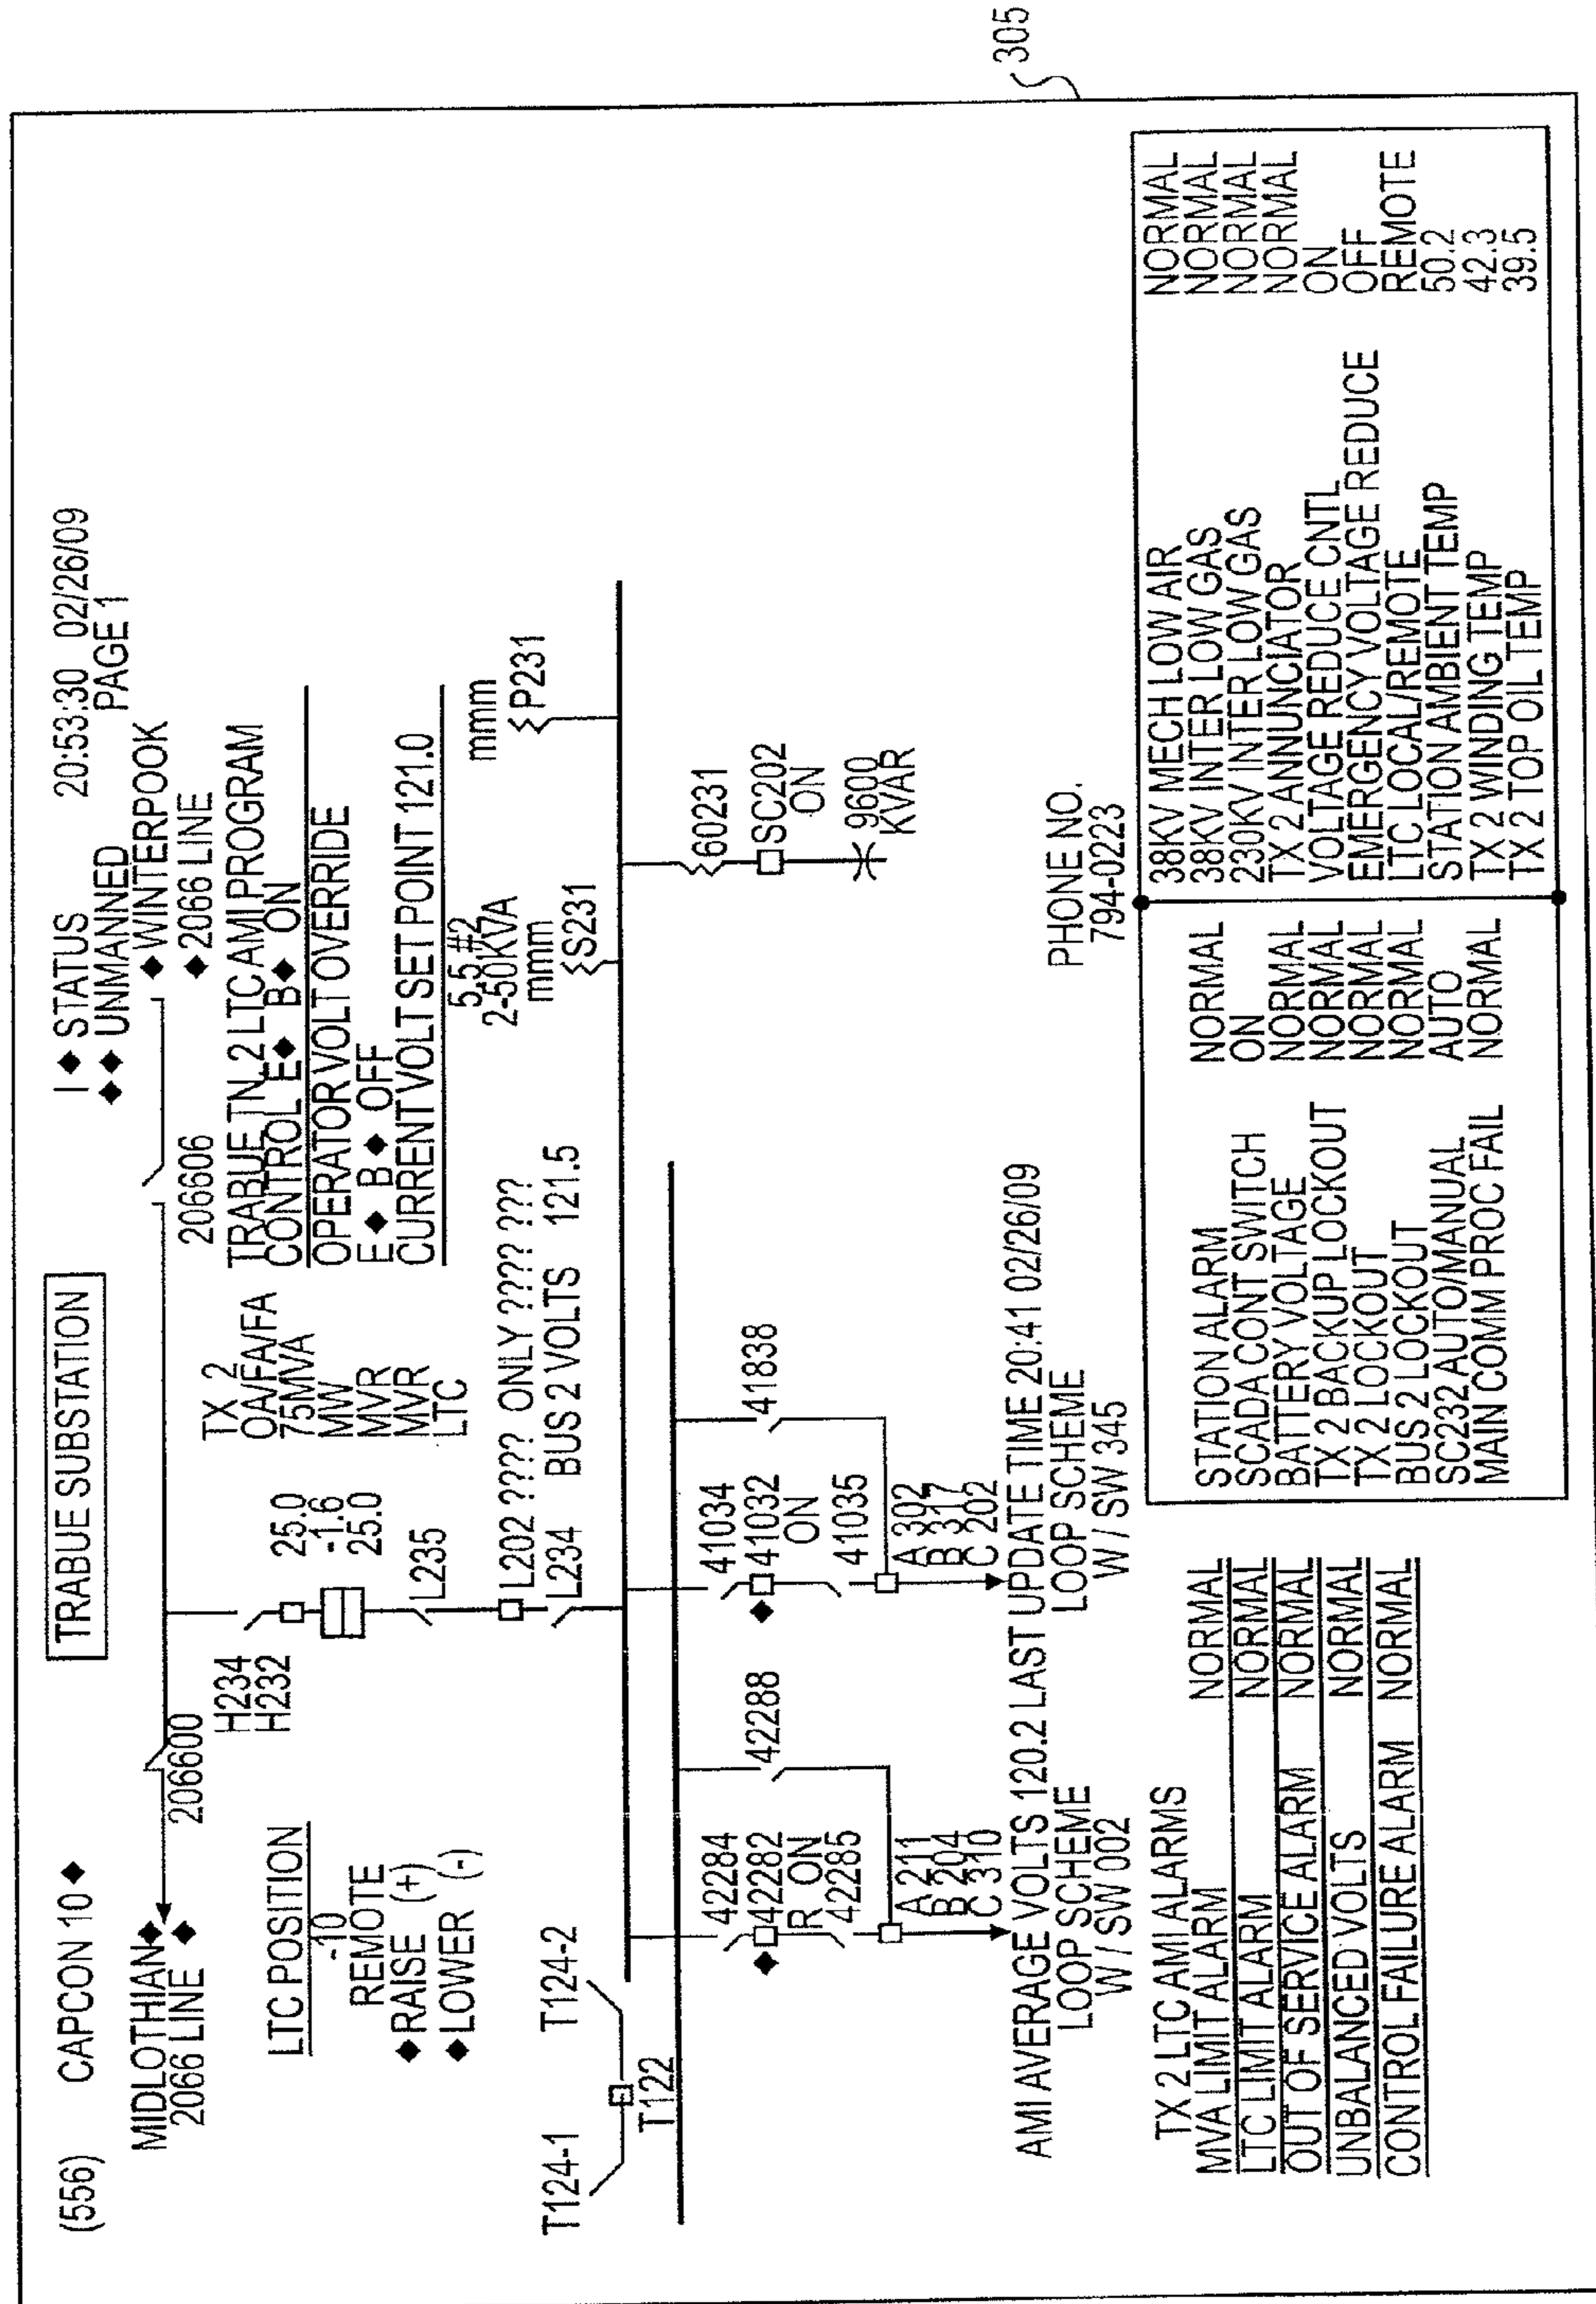 (556) CAPCON 10 ◆
TRABUE SUBSTATION
I ◆ STATUS 20:53:30 02/26/09
◆◆ UNMANNED PAGE 1
MIDLOTHIAN◆
2066 LINE ◆
206600
206606
◆ WINTERPOOK
◆ 2066 LINE
LTC POSITION
-10
REMOTE
◆ RAISE (+)
◆ LOWER (-)
H234
H232
25.0
-1.6
25.0
L235
TX 2
OA/FA/FA
75MVA
MW
MVR
MVR
LTC
TRABUE TN. 2 LTC AMI PROGRAM
CONTROL E◆ B◆ ON
OPERATOR VOLT OVERRIDE
E ◆ B ◆ OFF
CURRENT VOLT SET POINT 121.0
L202 ???? ONLY ???? ???
L234 BUS 2 VOLTS 121.5
5.5 #2
2-50KVA
mmm
S231
mmm
P231
T124-1 T124-2
T122
60231
SC202
ON
9600
KVAR
42284
◆ 42282
R ON
42285
42288
A 211
B 204
C 310
41034
◆ 41032
ON
41035
41838
A 302
B 317
C 202
AMI AVERAGE VOLTS 120.2 LAST UPDATE TIME 20:41 02/26/09
LOOP SCHEME
W / SW 002
LOOP SCHEME
W / SW 345
PHONE NO.
794-0223
TX 2 LTC AMI ALARMS
MVA LIMIT ALARM NORMAL
LTC LIMIT ALARM NORMAL
OUT OF SERVICE ALARM NORMAL
UNBALANCED VOLTS NORMAL
CONTROL FAILURE ALARM NORMAL
STATION ALARM NORMAL
SCADA CONT SWITCH ON
BATTERY VOLTAGE NORMAL
TX 2 BACKUP LOCKOUT NORMAL
TX 2 LOCKOUT NORMAL
BUS 2 LOCKOUT NORMAL
SC232 AUTO/MANUAL AUTO
MAIN COMM PROC FAIL NORMAL
38KV MECH LOW AIR NORMAL
38KV INTER LOW GAS NORMAL
230KV INTER LOW GAS NORMAL
TX 2 ANNUNCIATOR NORMAL
VOLTAGE REDUCE CNTL ON
EMERGENCY VOLTAGE REDUCE OFF
LTC LOCAL/REMOTE REMOTE
STATION AMBIENT TEMP 50.2
TX 2 WINDING TEMP 42.3
TX 2 TOP OIL TEMP 39.5
305